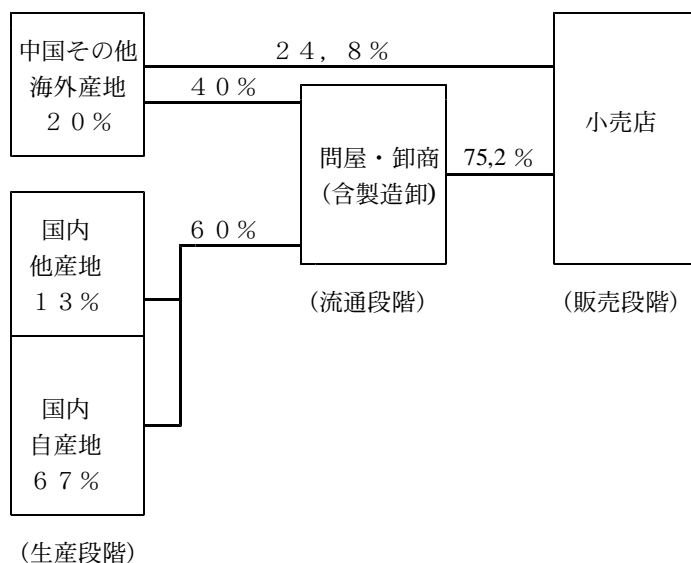 中国その他
海外産地
２０％
２４，８％
４０％
小売店
問屋・卸商
(含製造卸)
75,2％
６０％
国内
他産地
１３％
（流通段階）
（販売段階）
国内
自産地
６７％
（生産段階）